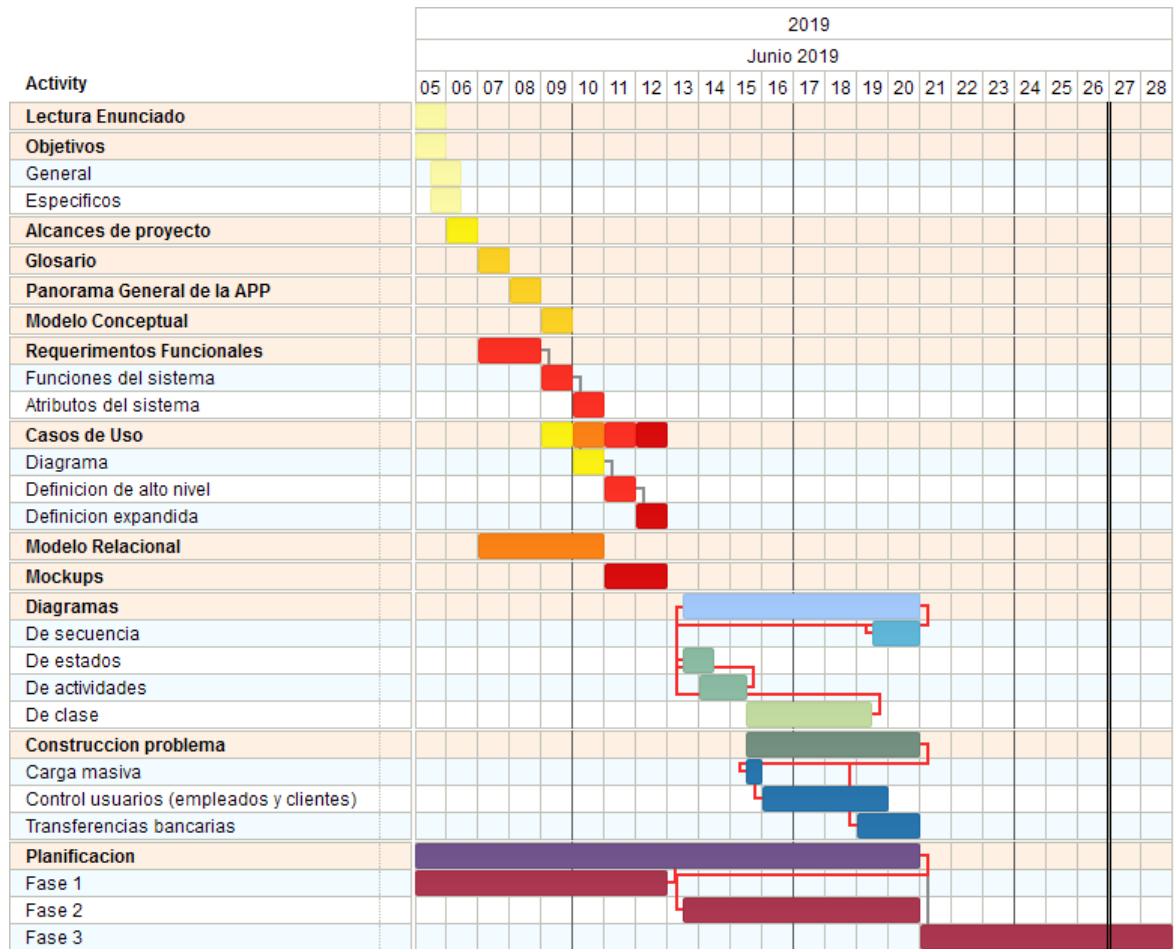 2019
Junio 2019
Activity
05 06 07 08 09 10 11 12 13 14 15 16 17 18 19 20 21 22 23 24 25 26 27 28
Lectura Enunciado
Objetivos
General
Especificos
Alcances de proyecto
Glosario
Panorama General de la APP
Modelo Conceptual
Requerimentos Funcionales
Funciones del sistema
Atributos del sistema
Casos de Uso
Diagrama
Definicion de alto nivel
Definicion expandida
Modelo Relacional
Mockups
Diagramas
De secuencia
De estados
De actividades
De clase
Construccion problema
Carga masiva
Control usuarios (empleados y clientes)
Transferencias bancarias
Planificacion
Fase 1
Fase 2
Fase 3